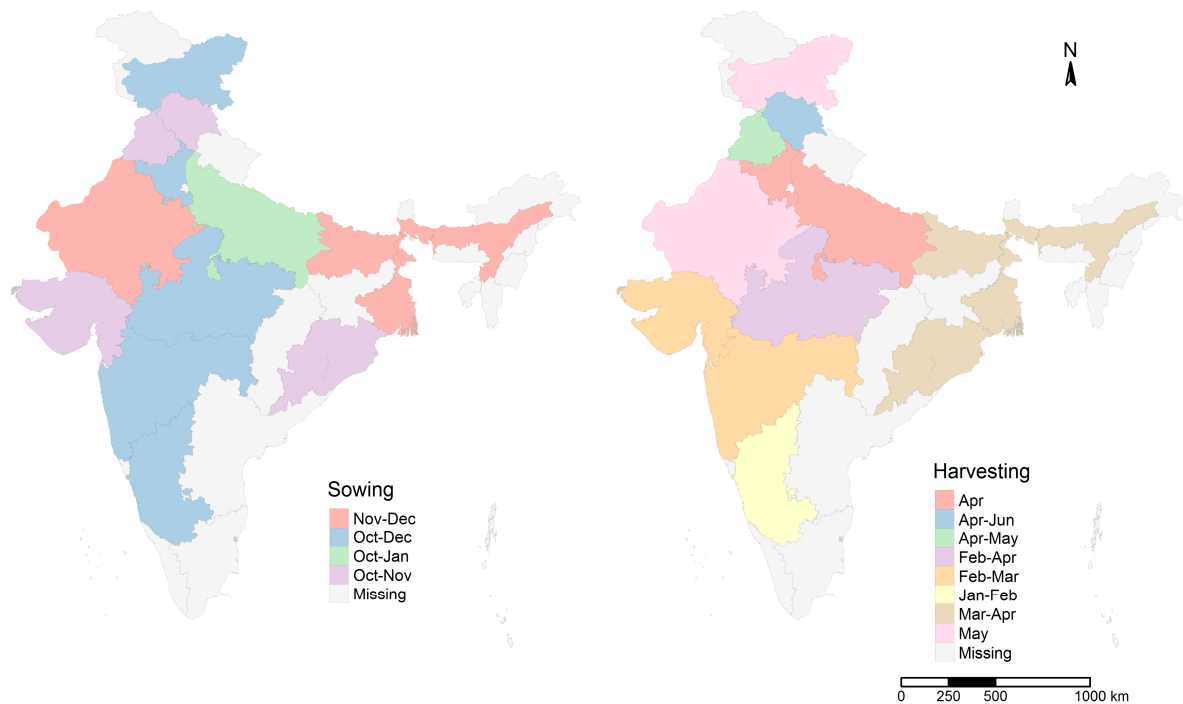 N
Sowing
Nov-Dec
Oct-Dec
Oct-Jan
Oct-Nov
Missing
Harvesting
Apr
Apr-Jun
Apr-May
Feb-Apr
Feb-Mar
Jan-Feb
Mar-Apr
May
Missing
0 250 500 1000 km